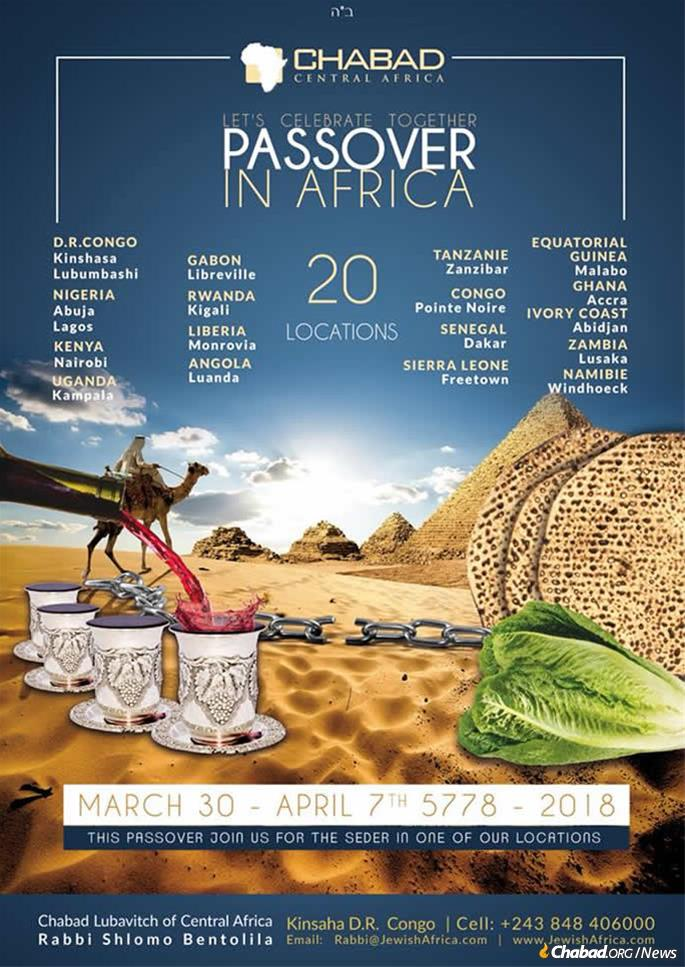 ב"ה
CHABAD
CENTRAL AFRICA
LET'S CELEBRATE TOGETHER
PASSOVER
IN AFRICA
D.R.CONGO
Kinshasa
Lubumbashi
NIGERIA
Abuja
Lagos
KENYA
Nairobi
UGANDA
Kampala
GABON
Libreville
RWANDA
Kigali
LIBERIA
Monrovia
ANGOLA
Luanda
20
LOCATIONS
TANZANIE
Zanzibar
CONGO
Pointe Noire
SENEGAL
Dakar
SIERRA LEONE
Freetown
EQUATORIAL
GUINEA
Malabo
GHANA
Accra
IVORY COAST
Abidjan
ZAMBIA
Lusaka
NAMIBIE
Windhoeck
MARCH 30 - APRIL 7TH 5778 - 2018
THIS PASSOVER JOIN US FOR THE SEDER IN ONE OF OUR LOCATIONS
Chabad Lubavitch of Central Africa
Rabbi Shlomo Bentolila
Kinsaha D.R. Congo | Cell: +243 848 406000
Email: Rabbi@JewishAfrica.com | www.JewishAfrica.com
Chabad.ORG/News